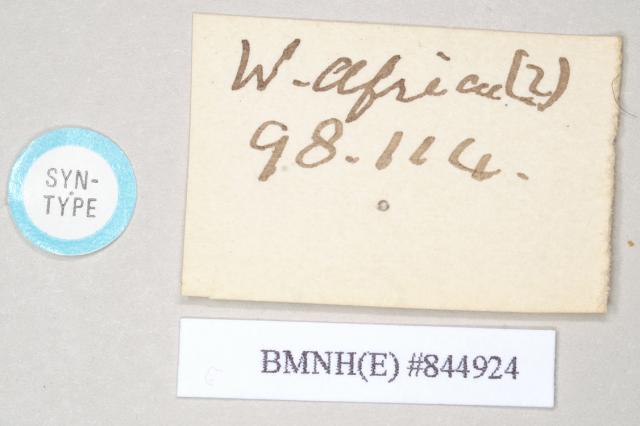 SYN-
TYPE
W. Africa (2)
98.114.
BMNH(E) #844924